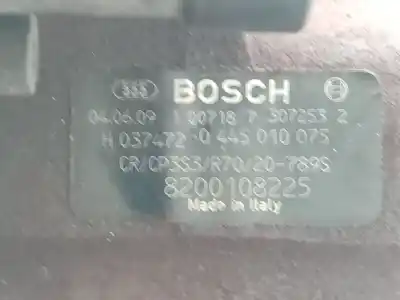 BOSCH
04.06.09 1 00718 7 307253 2
H 037472 0 445 010 075
CR/CP3S3/R70/20-789S
8200108225
Made in Italy